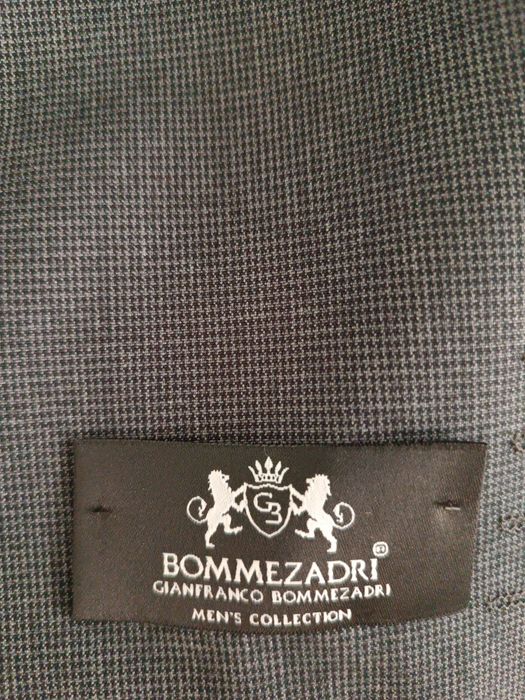 GB
BOMMEZADRI®
GIANFRANCO BOMMEZADRI
MEN'S COLLECTION